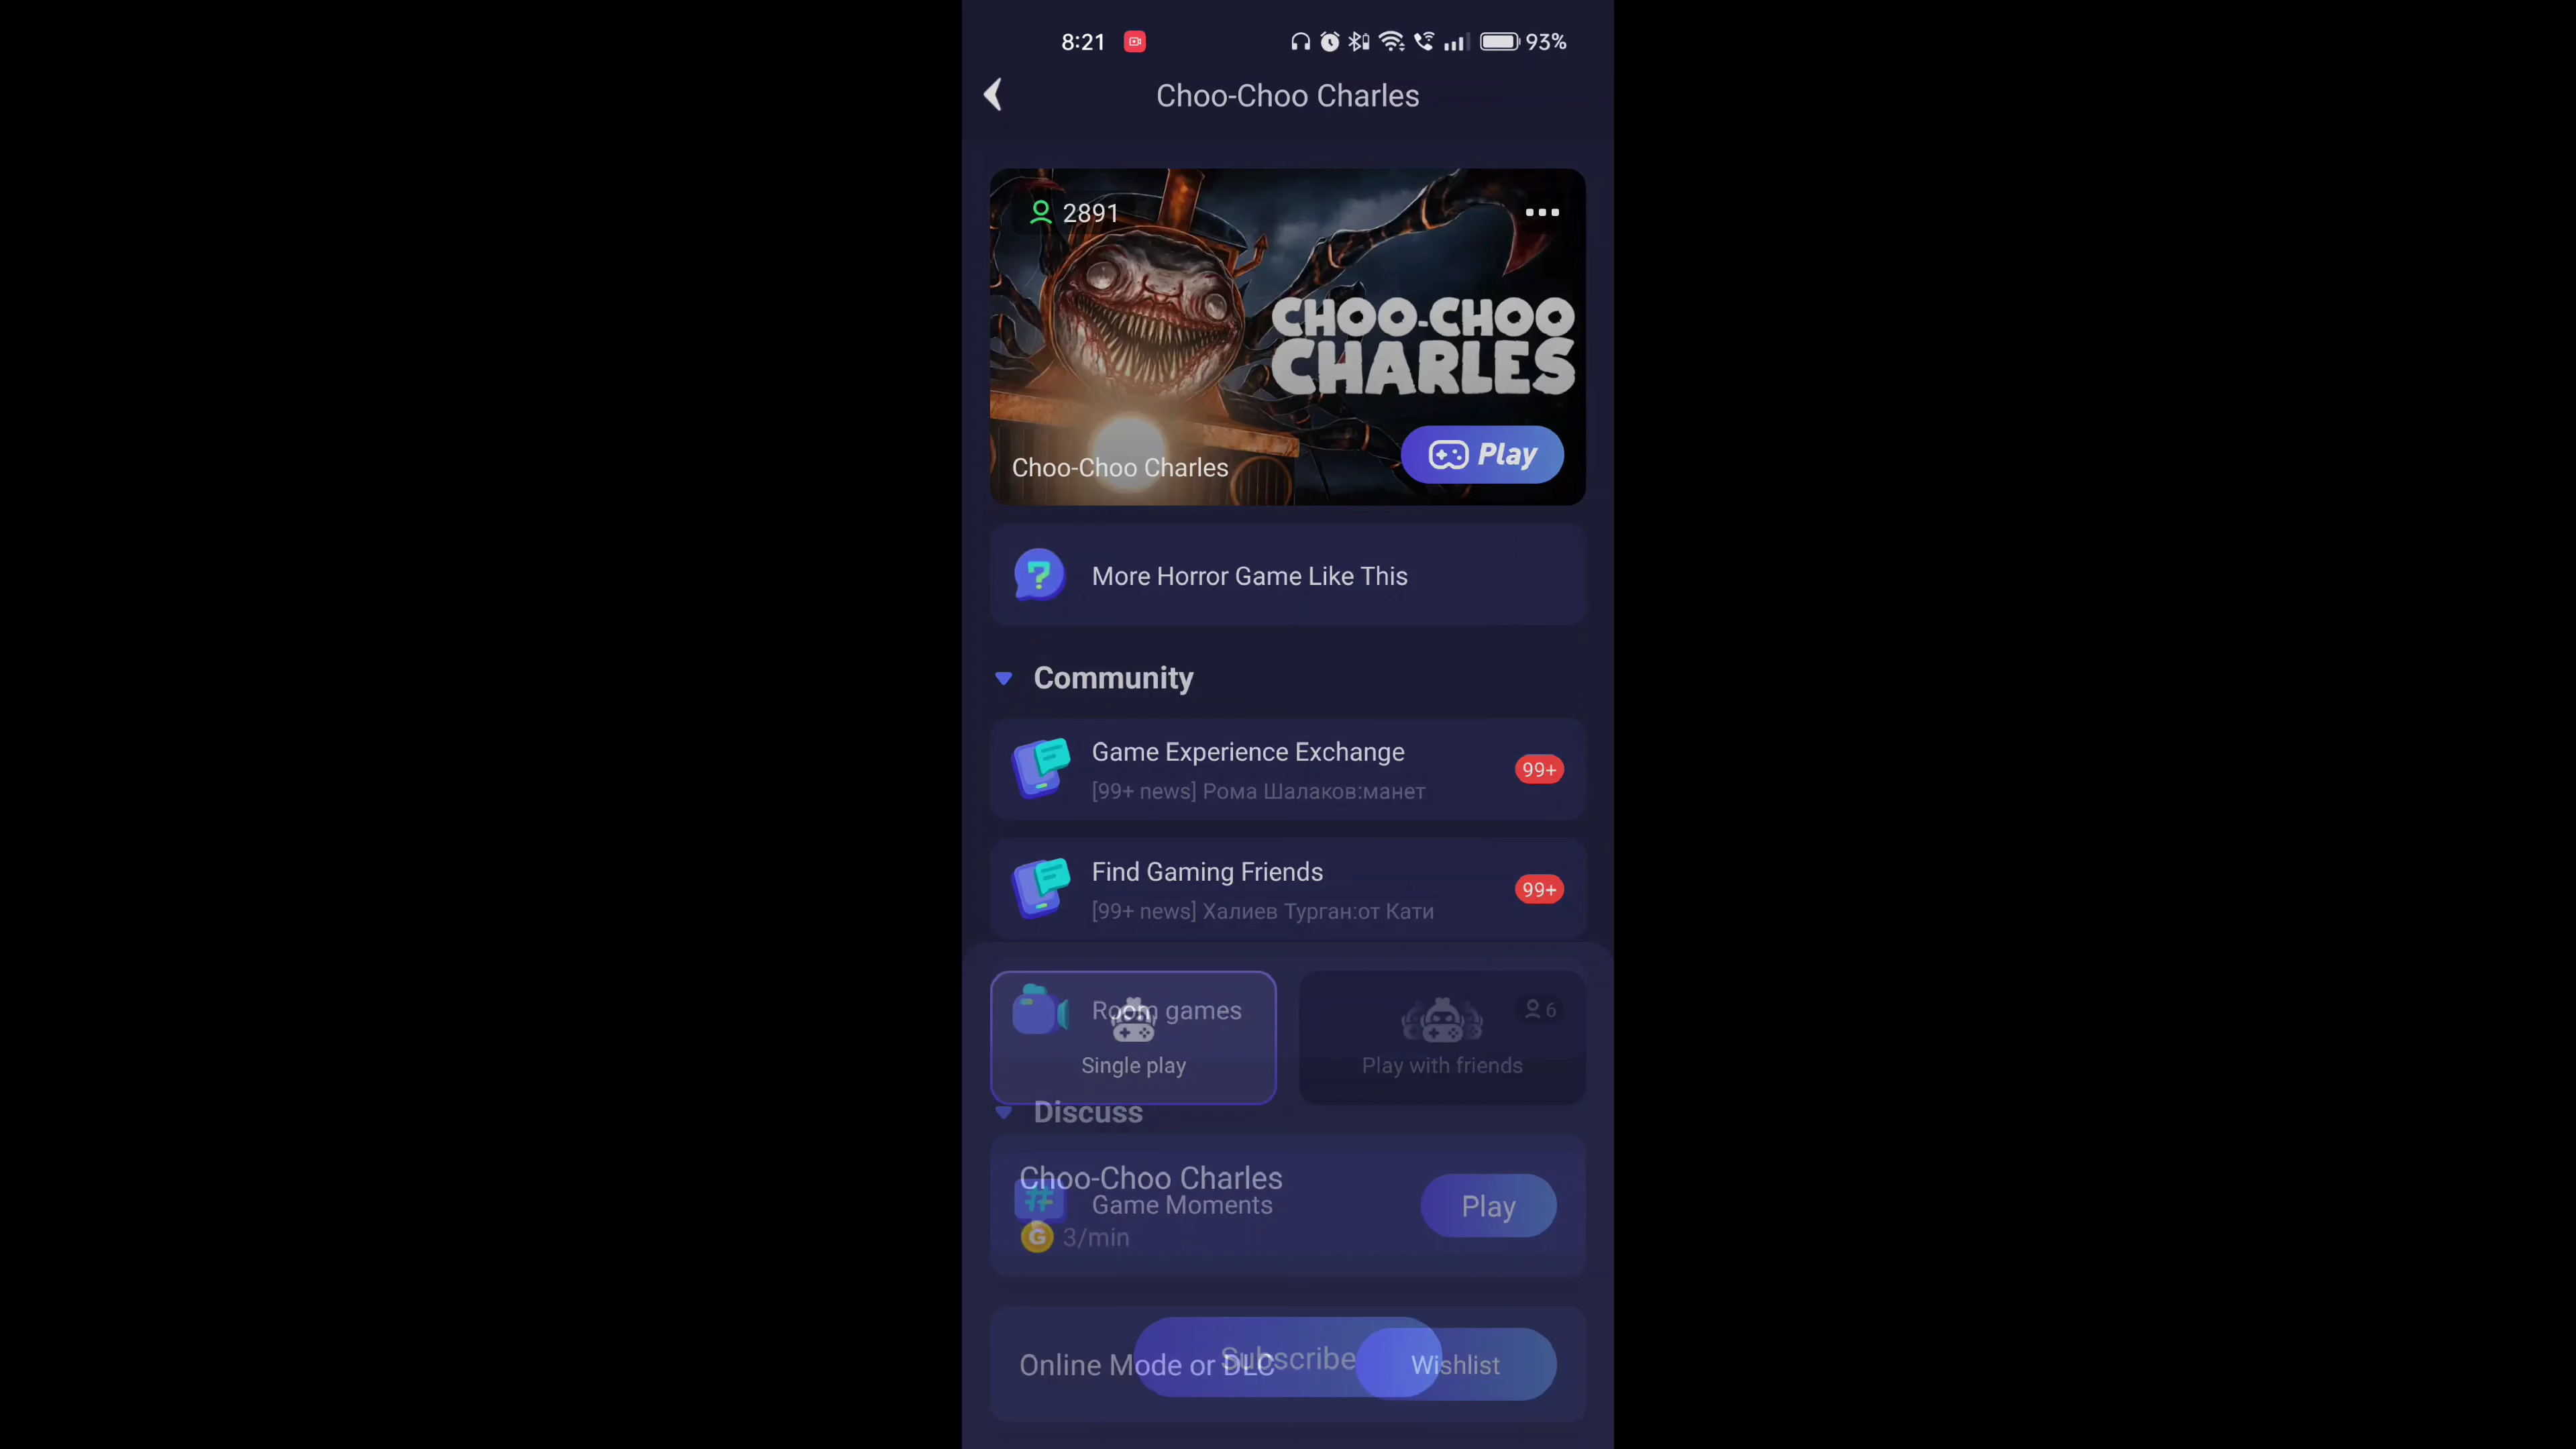 8:21
93%
Choo-Choo Charles
2891
CHOO-CHOO
CHARLES
Choo-Choo Charles
Play
?
More Horror Game Like This
Community
Game Experience Exchange
[99+ news] Рома Шалаков:манет
99+
Find Gaming Friends
[99+ news] Халиев Турган:от Кати
99+
Room games
6
Single play
Play with friends
Discuss
Choo-Choo Charles
# Game Moments
Play
G 3/min
Subscribe
Online Mode or DLC
Wishlist